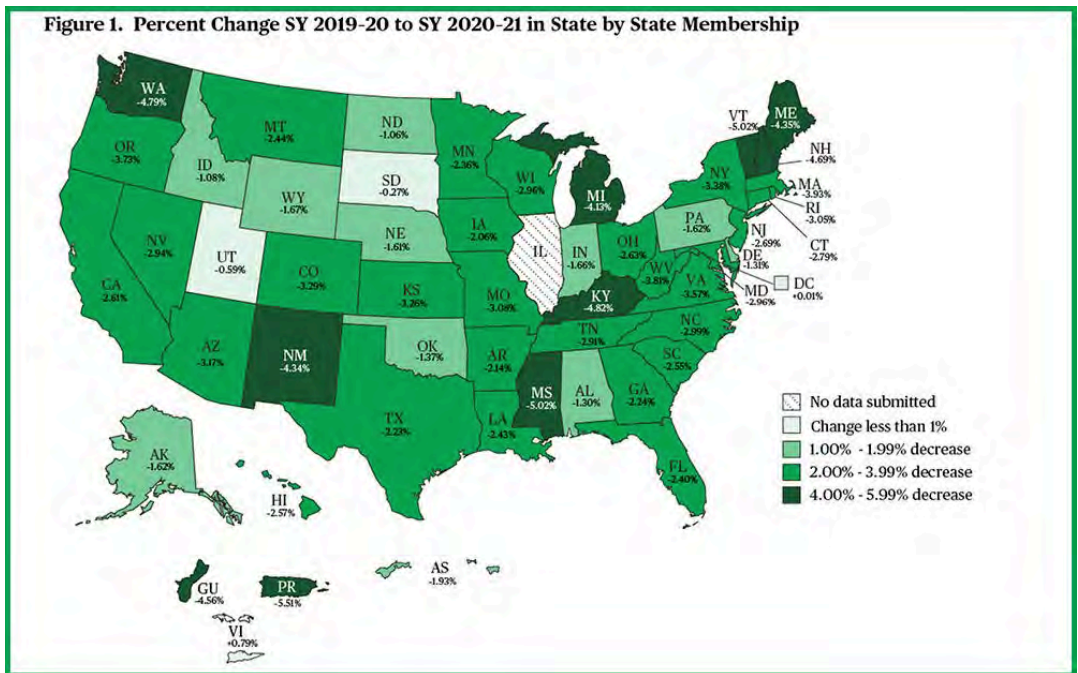 Figure 1. Percent Change SY 2019-20 to SY 2020-21 in State by State Membership
WA
-4.79%
OR
-3.73%
CA
-2.61%
NV
-2.94%
ID
-1.08%
MT
-2.44%
WY
-1.67%
UT
-0.59%
CO
-3.29%
AZ
-3.17%
NM
-4.34%
ND
-1.06%
SD
-0.27%
NE
-1.61%
KS
-3.26%
OK
-1.37%
TX
-2.23%
MN
-2.36%
IA
-2.06%
MO
-3.08%
AR
-2.14%
LA
-2.43%
WI
-2.96%
IL
MI
-4.13%
IN
-1.66%
OH
-2.63%
KY
-4.82%
TN
-2.91%
MS
-5.02%
AL
-1.30%
GA
-2.24%
FL
-2.40%
SC
-2.55%
NC
-2.99%
VA
-3.57%
WV
-3.81%
PA
-1.62%
NY
-3.38%
VT
-5.02%
ME
-4.35%
NH
-4.69%
MA
-3.93%
RI
-3.05%
CT
-2.79%
NJ
-2.69%
DE
-1.31%
DC
+0.01%
MD
-2.96%
AK
-1.62%
HI
-2.57%
GU
-4.56%
PR
-5.51%
AS
-1.93%
VI
+0.79%
No data submitted
Change less than 1%
1.00% - 1.99% decrease
2.00% - 3.99% decrease
4.00% - 5.99% decrease